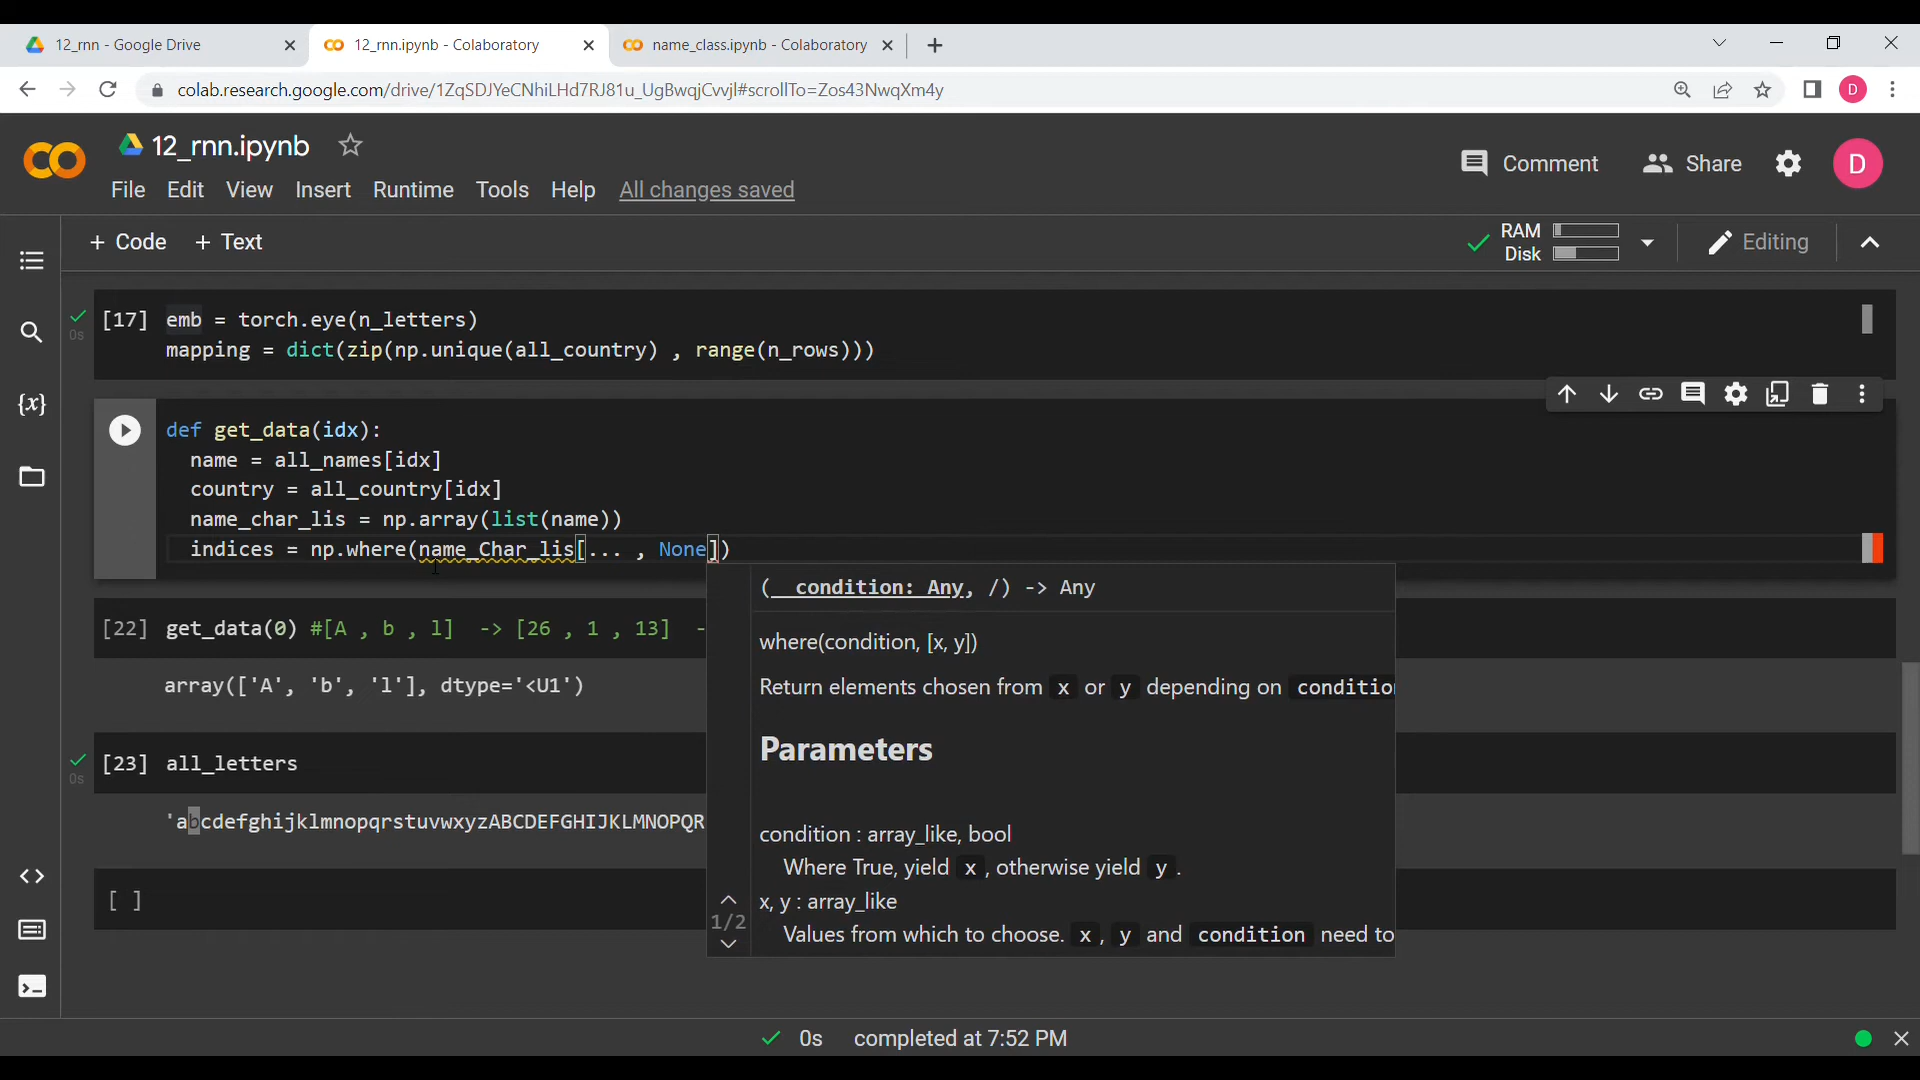 12_rnn - Google Drive
12_rnn.ipynb - Colaboratory
name_class.ipynb - Colaboratory
colab.research.google.com/drive/1ZqSDJYeCNhiLHd7RJ81u_UgBwqjCvvjl#scrollTo=Zos43NwqXm4y
D
12_rnn.ipynb
Comment
Share
D
File Edit View Insert Runtime Tools Help All changes saved
+ Code + Text
RAM
Disk
Editing
[17] emb = torch.eye(n_letters)
0s
mapping = dict(zip(np.unique(all_country) , range(n_rows)))
def get_data(idx):
name = all_names[idx]
country = all_country[idx]
name_char_lis = np.array(list(name))
indices = np.where(name_Char_lis[... , None])
(__condition: Any, /) -> Any
where(condition, [x, y])
Return elements chosen from x or y depending on conditio
Parameters
condition : array_like, bool
Where True, yield x , otherwise yield y .
x, y : array_like
Values from which to choose. x , y and condition need to
1/2
[22] get_data(0) #[A , b , l] -> [26 , 1 , 13] -
array(['A', 'b', 'l'], dtype='<U1')
[23] all_letters
0s
'abcdefghijklmnopqrstuvwxyzABCDEFGHIJKLMNOPQR
[ ]
{x}
0s completed at 7:52 PM